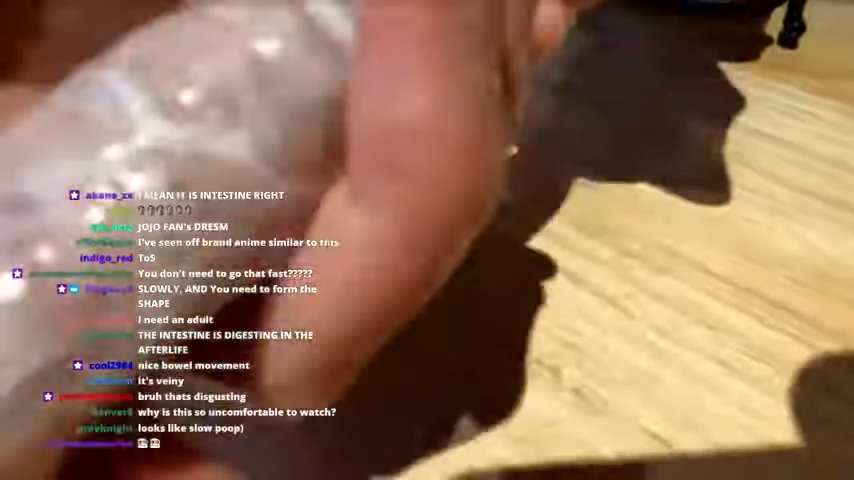 akano_zx I MEAN IT IS INTESTINE RIGHT
JOJO FAN's DRESM
I've seen off brand anime similar to this
indigo_red ToS
You don't need to go that fast?????
SLOWLY, AND You need to form the
SHAPE
I need an adult
THE INTESTINE IS DIGESTING IN THE
AFTERLIFE
cool2984 nice bowel movement
it's veiny
bruh thats disgusting
why is this so uncomfortable to watch?
greyknight looks like slow poop)